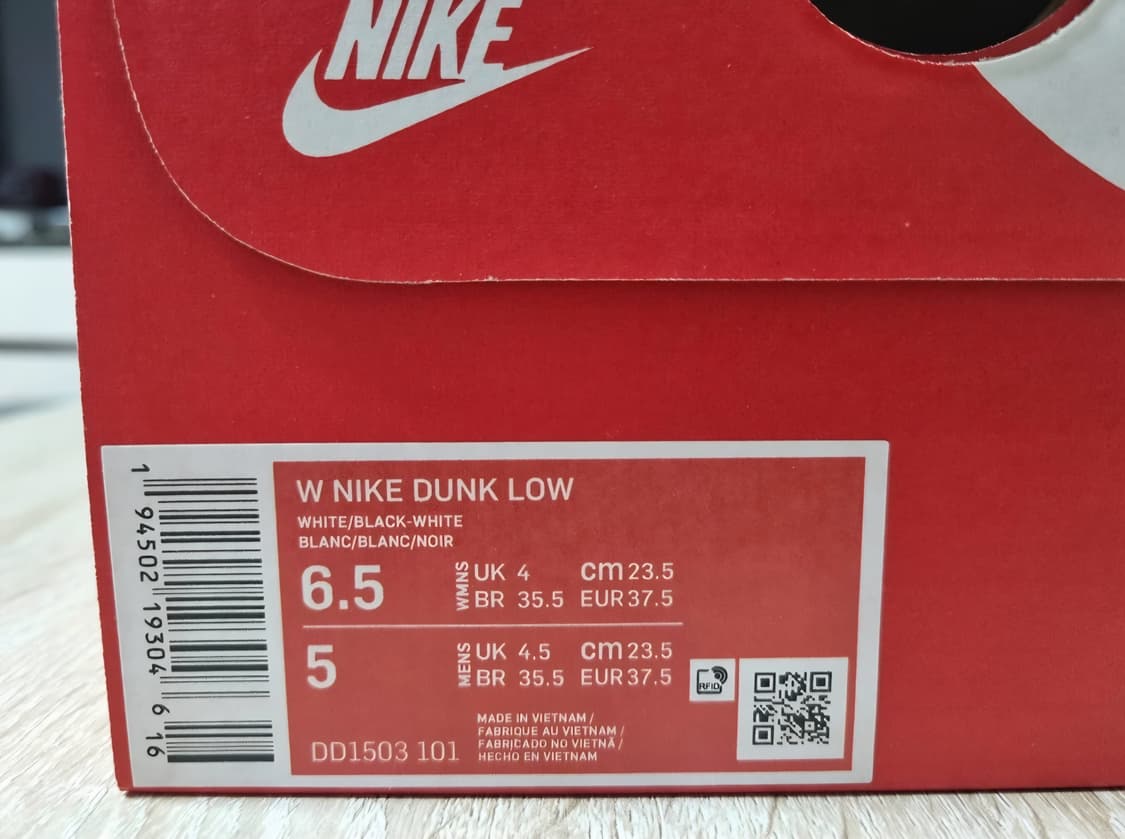 NIKE
W NIKE DUNK LOW
WHITE/BLACK-WHITE
BLANC/BLANC/NOIR
6.5 WMNS UK 4 cm 23.5
BR 35.5 EUR 37.5
5 MENS UK 4.5 cm 23.5
BR 35.5 EUR 37.5
RFID
MADE IN VIETNAM /
FABRIQUE AU VIETNAM /
FABRICADO NO VIETNÃ /
HECHO EN VIETNAM
DD1503 101
1 94502 19304 6 16